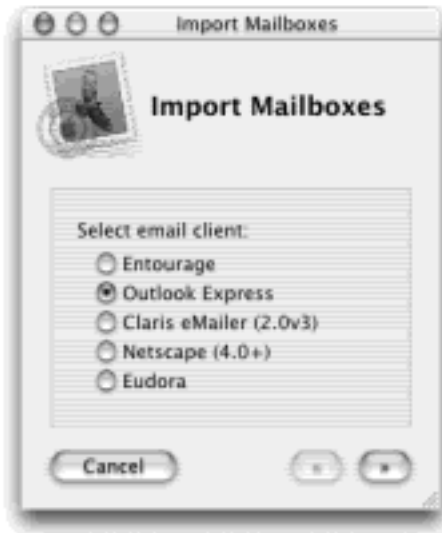 Import Mailboxes
Import Mailboxes
Select email client:
Entourage
Outlook Express
Claris eMailer (2.0v3)
Netscape (4.0+)
Eudora
Cancel
« »